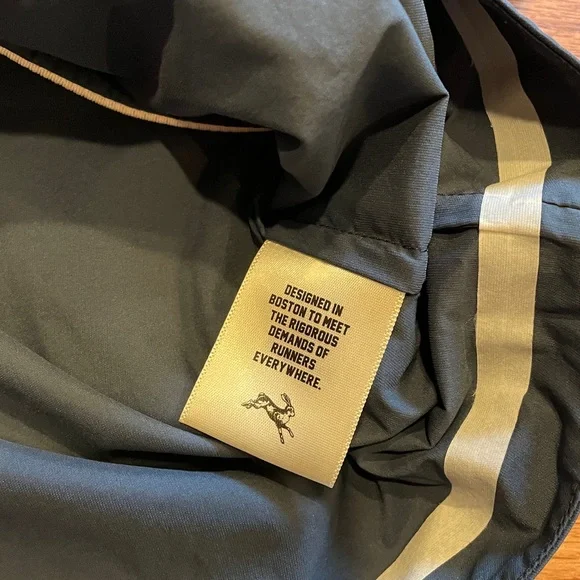 DESIGNED IN
BOSTON TO MEET
THE RIGOROUS
DEMANDS OF
RUNNERS
EVERYWHERE.